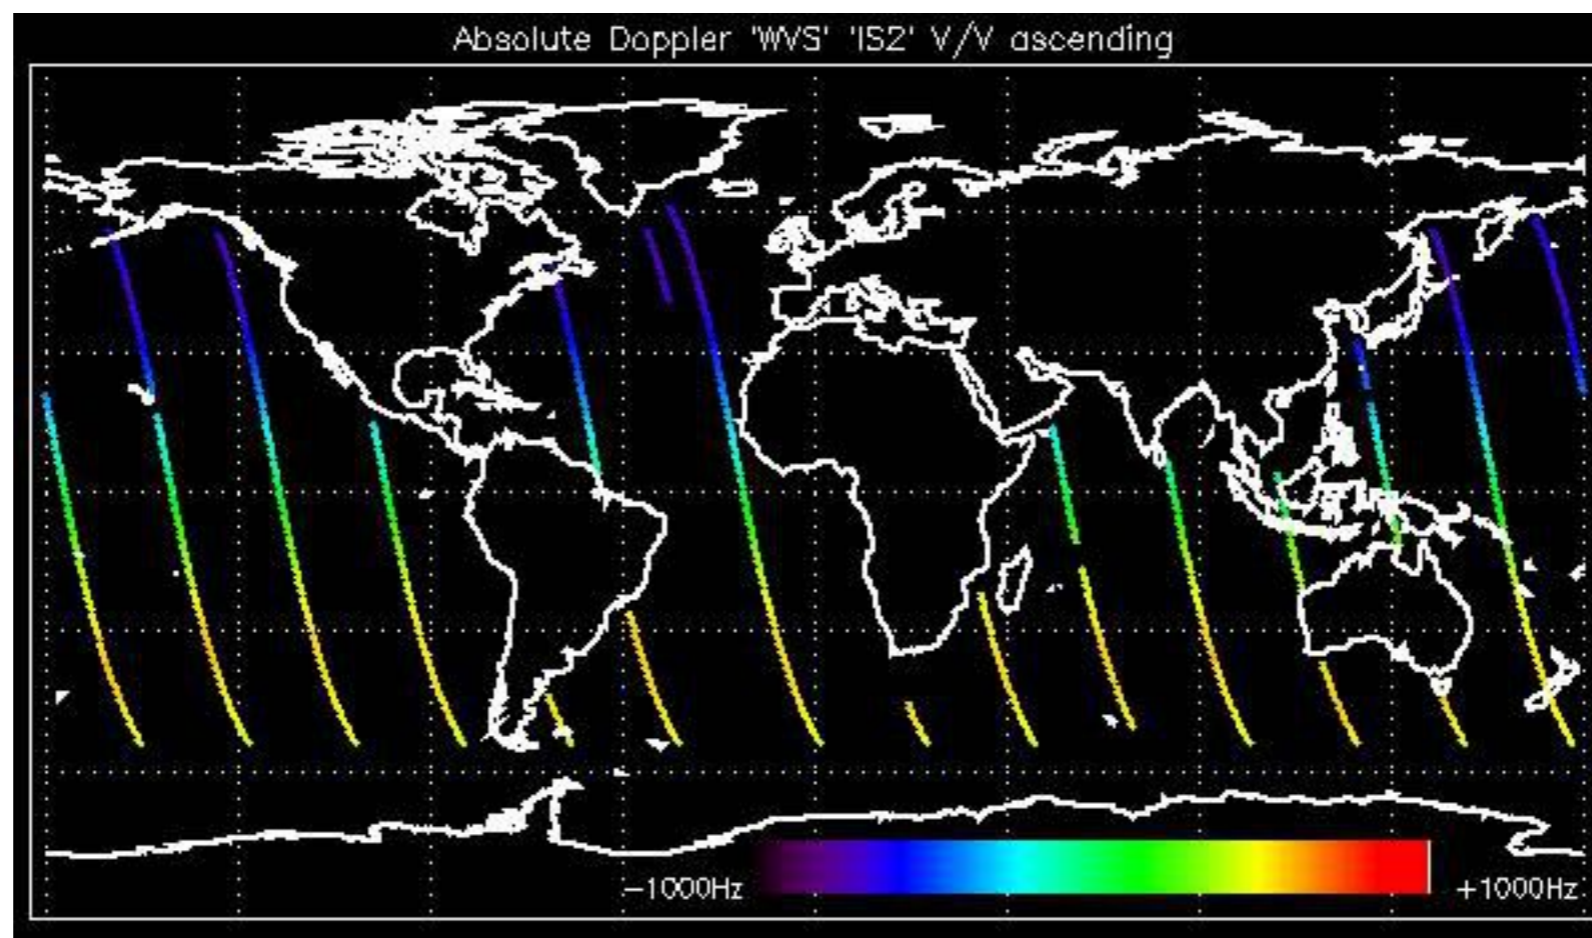 Absolute Doppler 'WVS' 'IS2' V/V ascending
-1000Hz +1000Hz